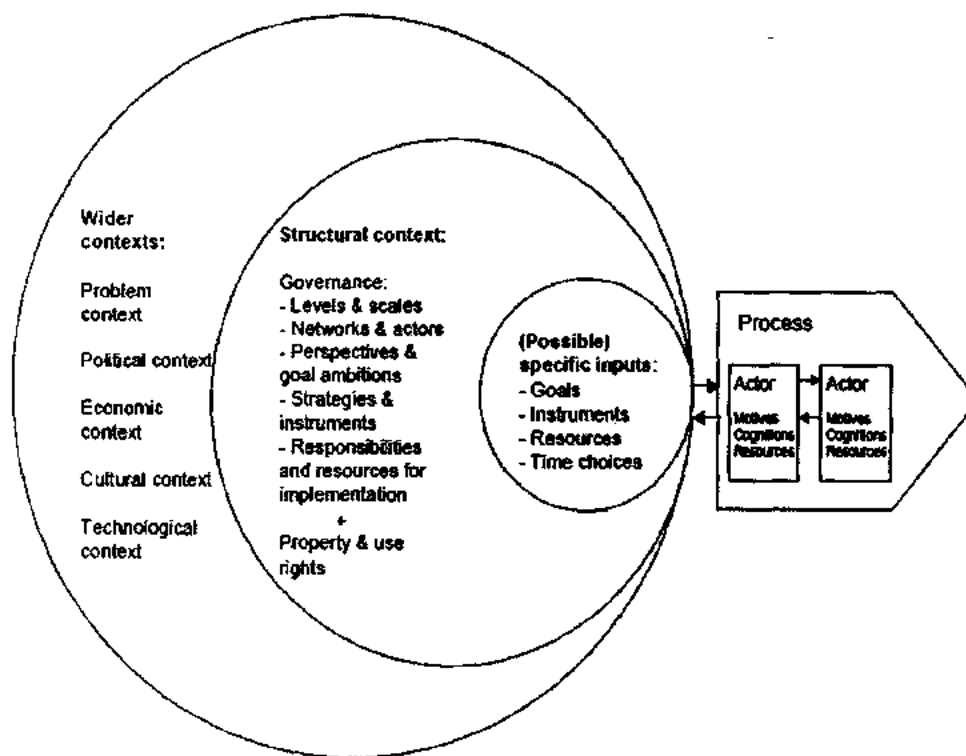 Wider
contexts:
Problem
context
Political context
Economic
context
Cultural context
Technological
context
Structural context:
Governance:
- Levels & scales
- Networks & actors
- Perspectives &
goal ambitions
- Strategies &
instruments
- Responsibilities
and resources for
implementation
+
Property & use
rights
(Possible)
specific inputs:
- Goals
- Instruments
- Resources
- Time choices
Process
Actor
Motives
Cognitions
Resources
Actor
Motives
Cognitions
Resources